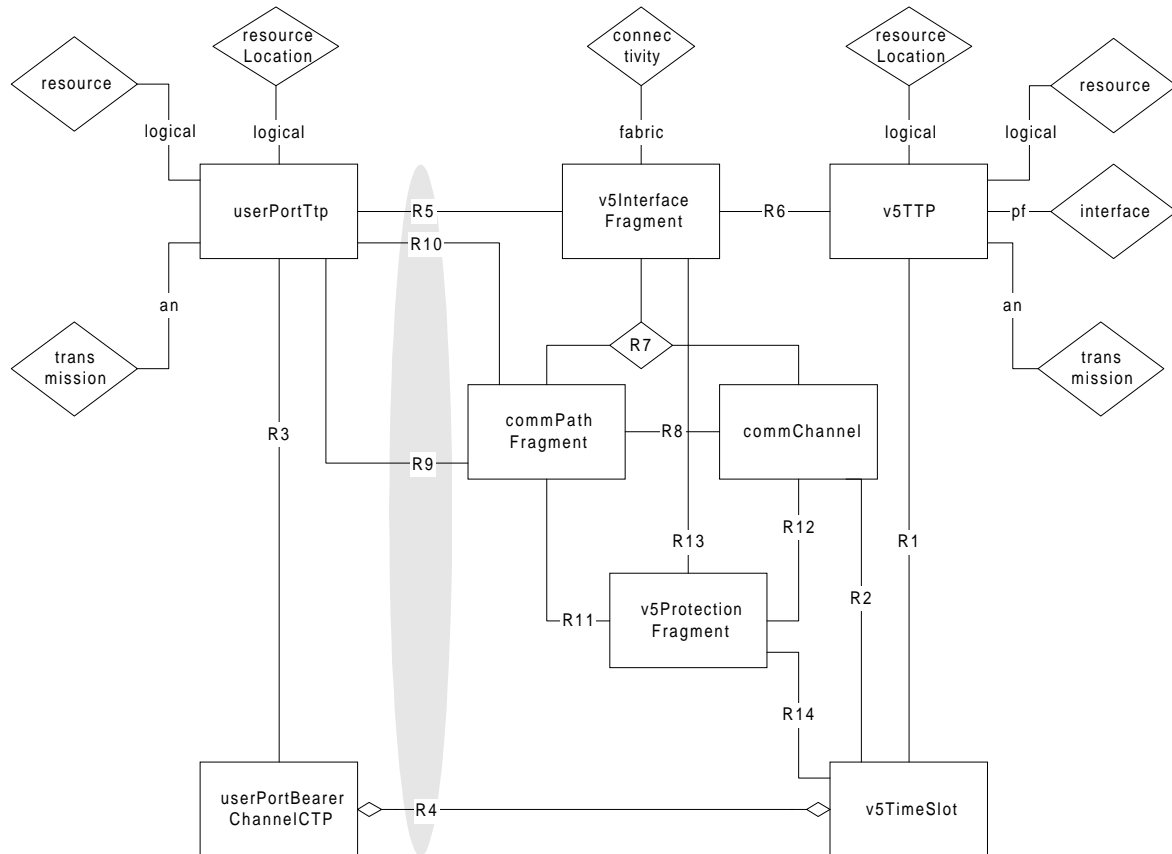 resource
Location
connec
tivity
resource
Location
resource
resource
logical
logical
fabric
logical
logical
userPortTtp
R5
v5Interface
Fragment
R6
v5TTP
pf
interface
R10
an
an
trans
mission
R7
trans
mission
commPath
Fragment
R8
commChannel
R3
R9
R12
R13
R1
v5Protection
Fragment
R2
R11
R14
userPortBearer
ChannelCTP
R4
v5TimeSlot